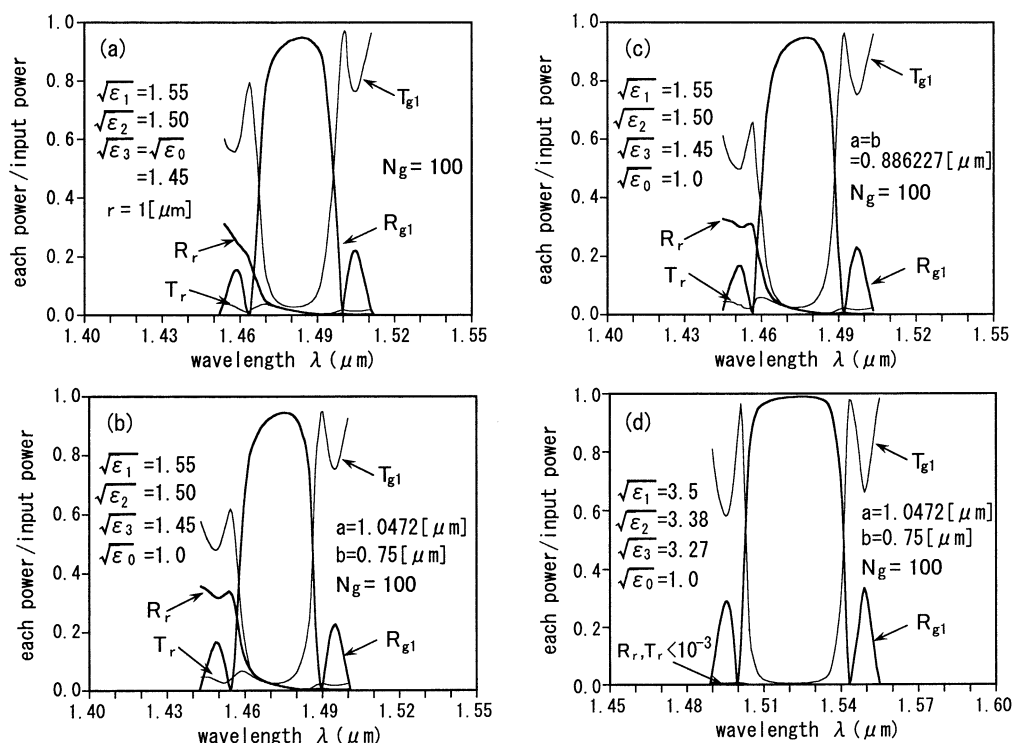 each power/input power
1.0
0.8
0.6
0.4
0.2
0.0
(a)
√ε1 =1.55
√ε2 =1.50
√ε3 =√ε0
=1.45
r = 1[μm]
Ng = 100
Tg1
Rr
Tr
Rg1
1.40 1.43 1.46 1.49 1.52 1.55
wavelength λ(μm)
each power/input power
1.0
0.8
0.6
0.4
0.2
0.0
(c)
√ε1 =1.55
√ε2 =1.50
√ε3 =1.45
√ε0 =1.0
a=b
=0.886227[μm]
Ng = 100
Tg1
Rr
Tr
Rg1
1.40 1.43 1.46 1.49 1.52 1.55
wavelength λ(μm)
each power/input power
1.0
0.8
0.6
0.4
0.2
0.0
(b)
√ε1 =1.55
√ε2 =1.50
√ε3 =1.45
√ε0 =1.0
a=1.0472[μm]
b=0.75[μm]
Ng = 100
Tg1
Rr
Tr
Rg1
1.40 1.43 1.46 1.49 1.52 1.55
wavelength λ(μm)
each power/input power
1.0
0.8
0.6
0.4
0.2
0.0
(d)
√ε1 =3.5
√ε2 =3.38
√ε3 =3.27
√ε0 =1.0
a=1.0472[μm]
b=0.75[μm]
Ng = 100
Tg1
Rr,Tr<10⁻³
Rg1
1.45 1.48 1.51 1.54 1.57 1.60
wavelength λ(μm)